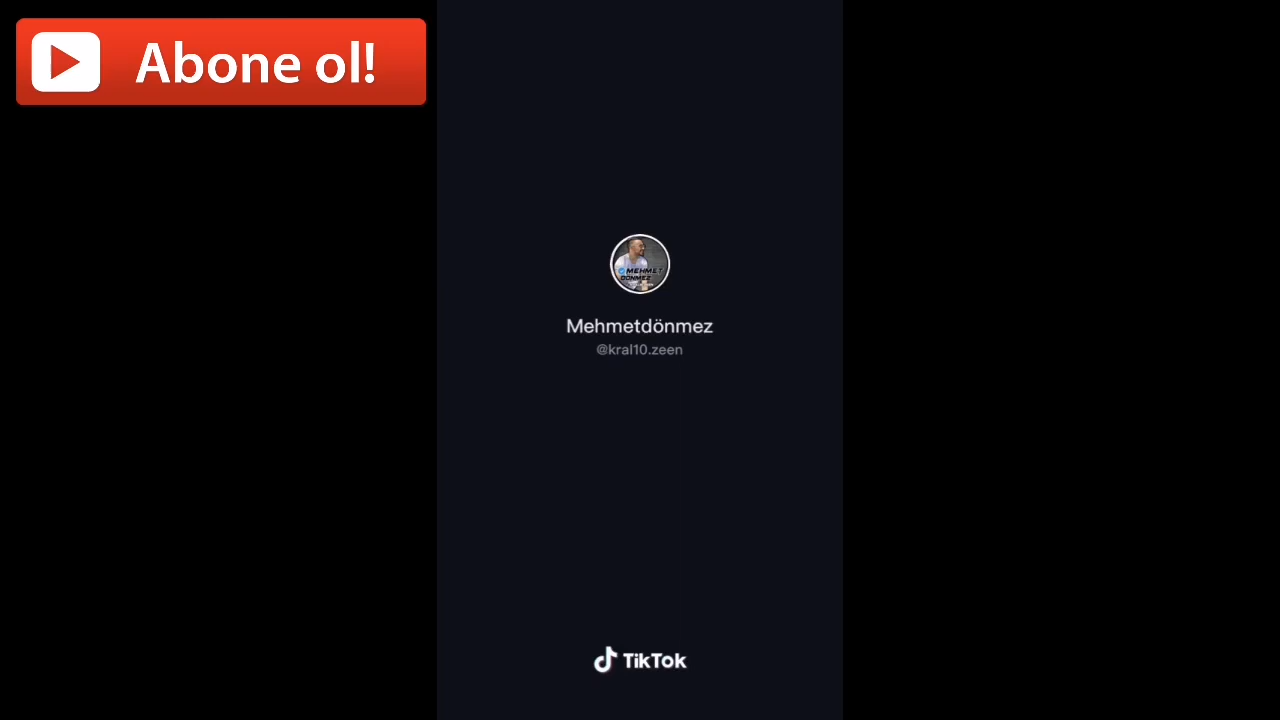 Abone ol!
MEHMET
DÖNMEZ
Mehmetdönmez
@kral10.zeen
TikTok